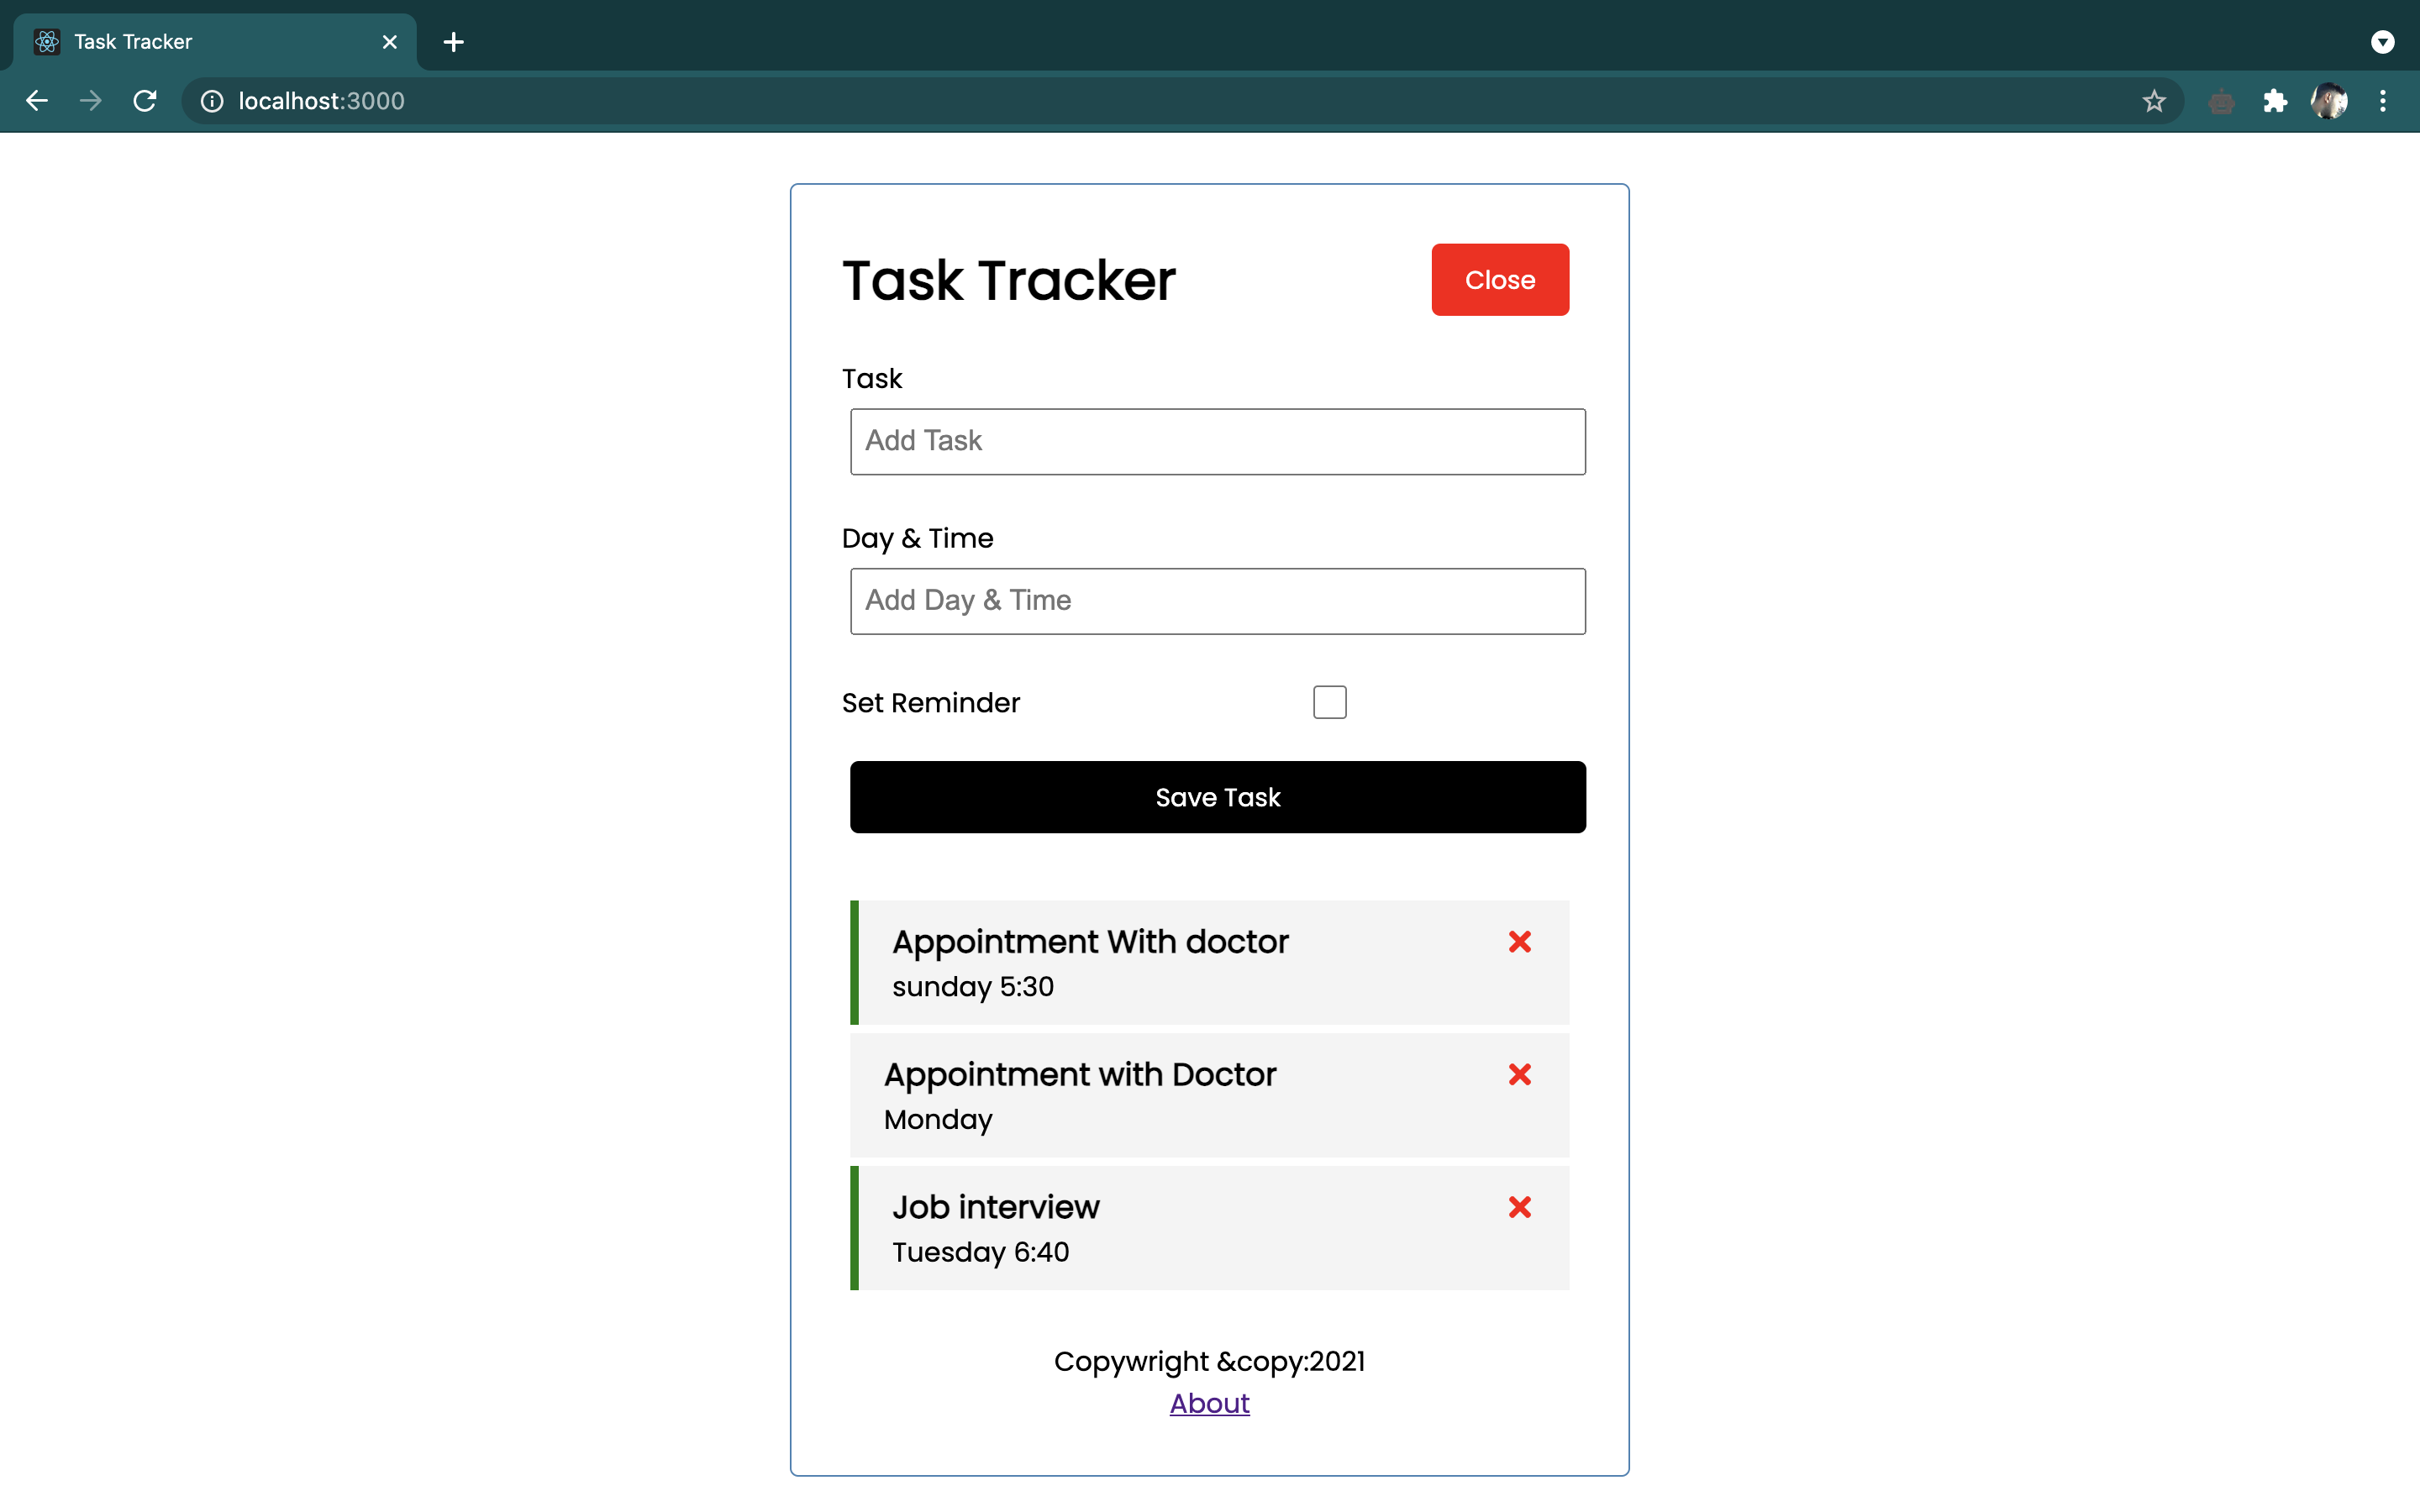 Task Tracker
localhost:3000
Task Tracker
Close
Task
Add Task
Day & Time
Add Day & Time
Set Reminder
Save Task
Appointment With doctor
sunday 5:30
Appointment with Doctor
Monday
Job interview
Tuesday 6:40
Copywright &copy:2021
About